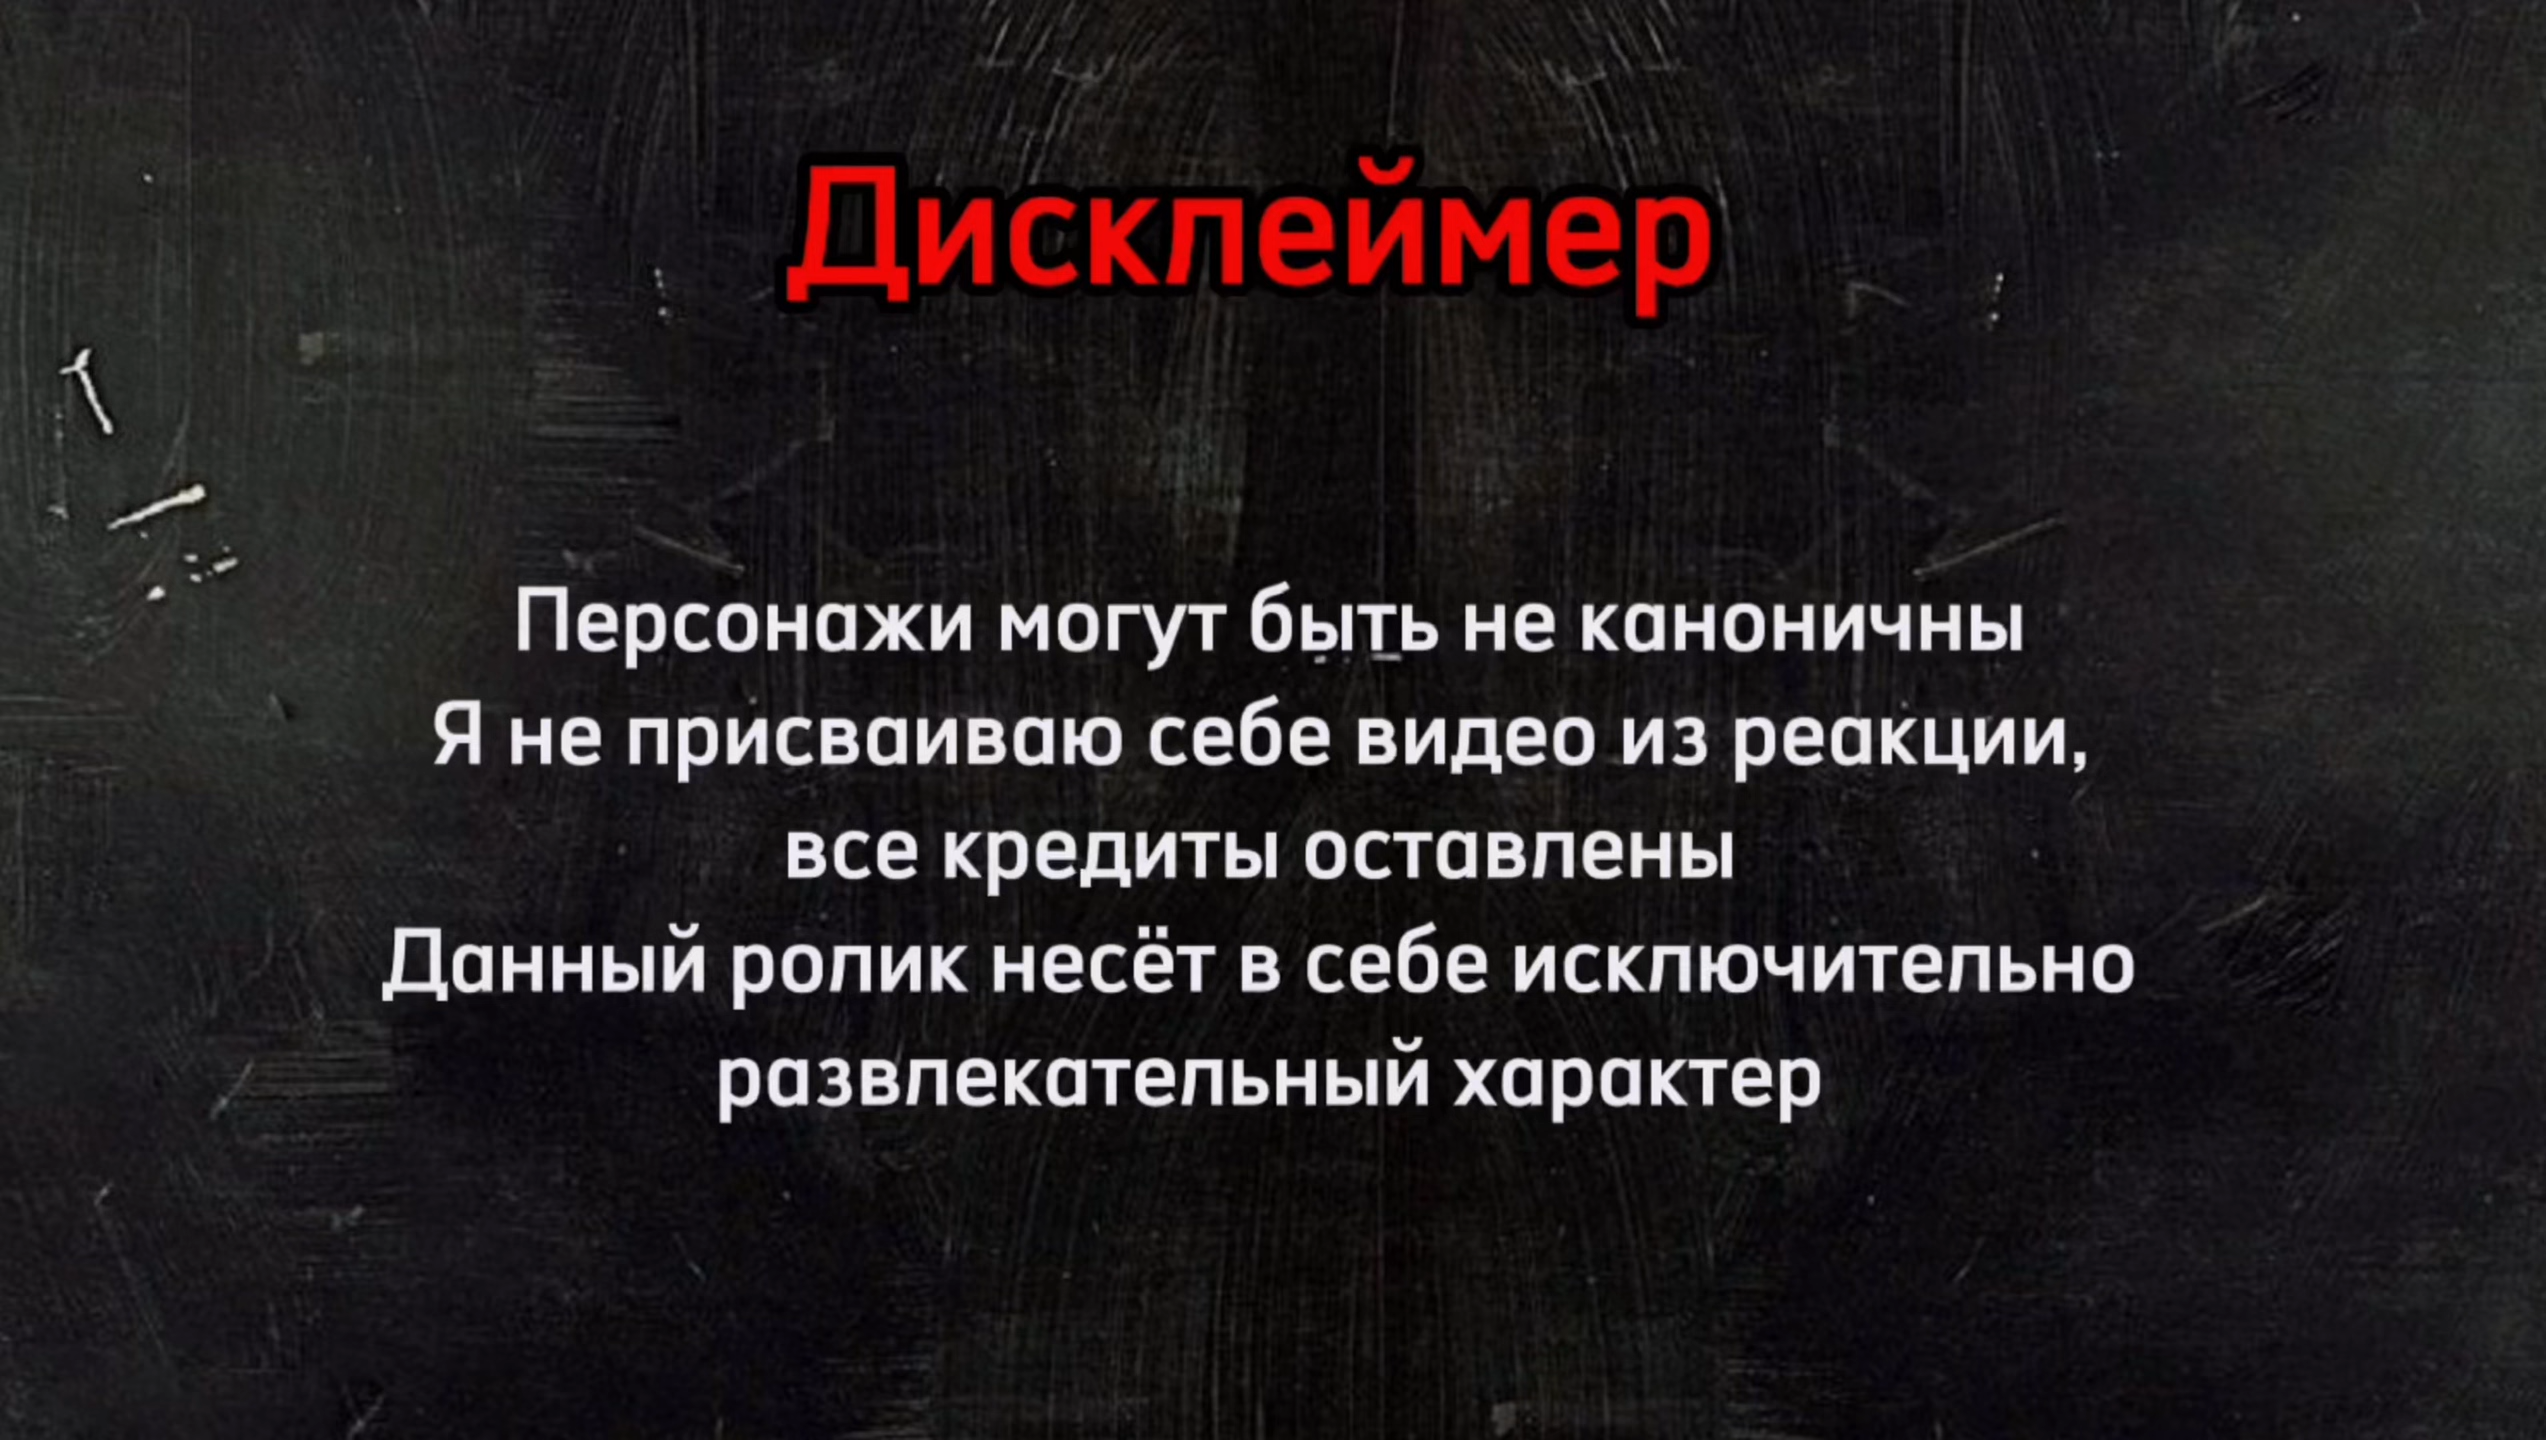 Дисклеймер
Персонажи могут быть не каноничны
Я не присваиваю себе видео из реакции,
все кредиты оставлены
Данный ролик несёт в себе исключительно
развлекательный характер